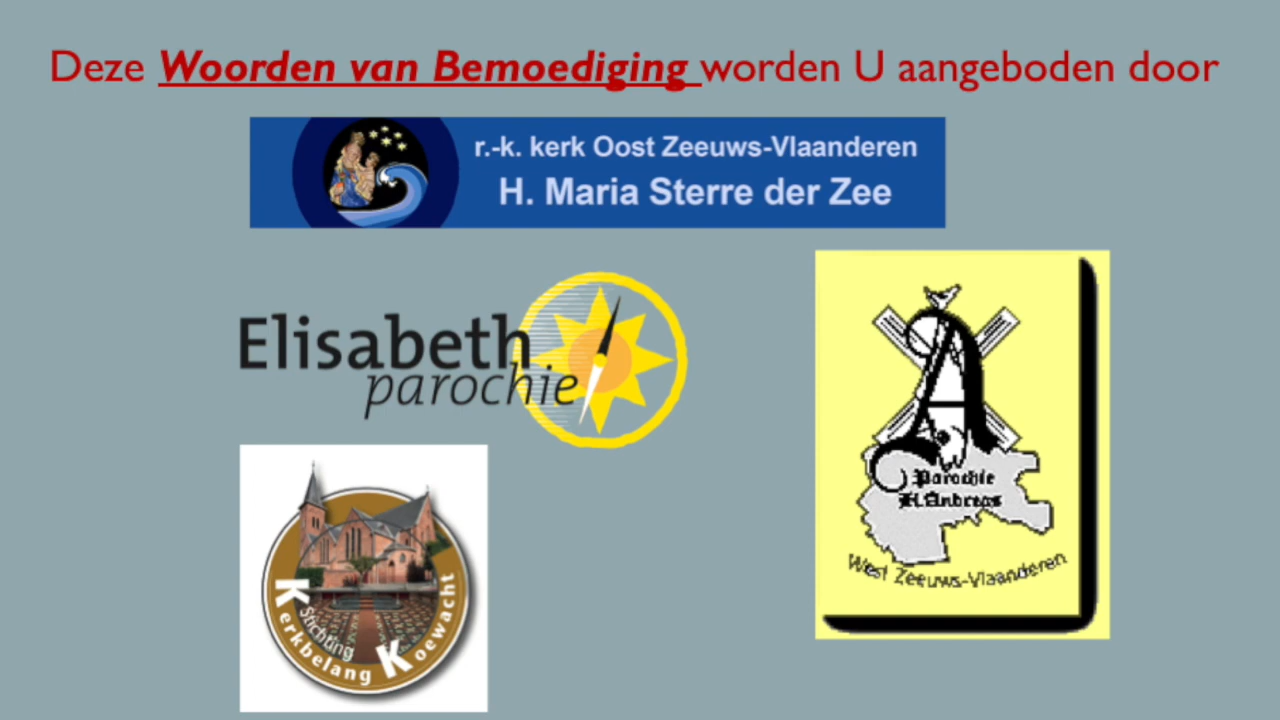 Deze Woorden van Bemoediging worden U aangeboden door
r.-k. kerk Oost Zeeuws-Vlaanderen
H. Maria Sterre der Zee
Elisabeth
parochie
A
Parochie
H.Andreas
West Zeeuws-Vlaanderen
Stichting
Kerkbelang Koewacht